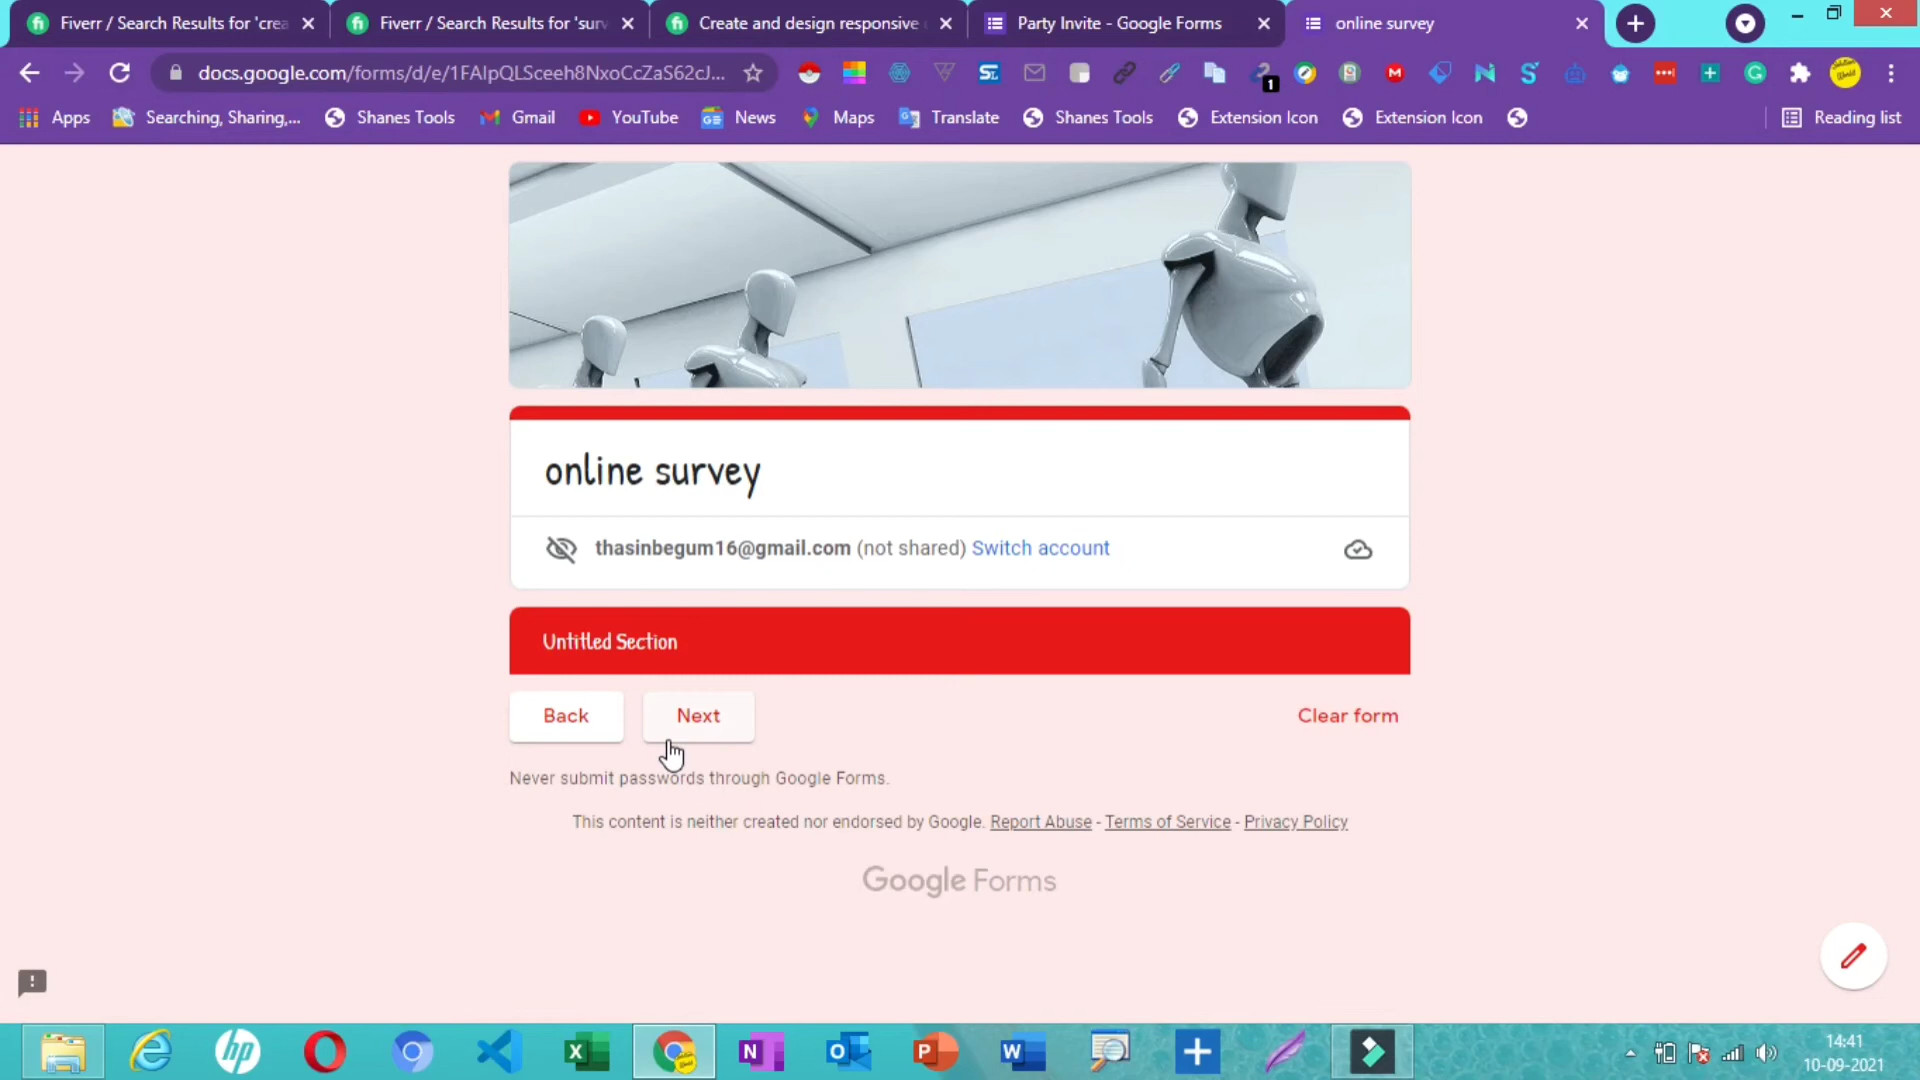 Fiverr / Search Results for 'crea
Fiverr / Search Results for 'surv
Create and design responsive
Party Invite - Google Forms
online survey
docs.google.com/forms/d/e/1FAIpQLSceeh8NxoCcZaS62cJ...
1
Apps
Searching, Sharing,...
Shanes Tools
Gmail
YouTube
News
Maps
Translate
Shanes Tools
Extension Icon
Extension Icon
Reading list
online survey
thasinbegum16@gmail.com (not shared) Switch account
Untitled Section
Back
Next
Clear form
Never submit passwords through Google Forms.
This content is neither created nor endorsed by Google. Report Abuse - Terms of Service - Privacy Policy
Google Forms
14:41
10-09-2021